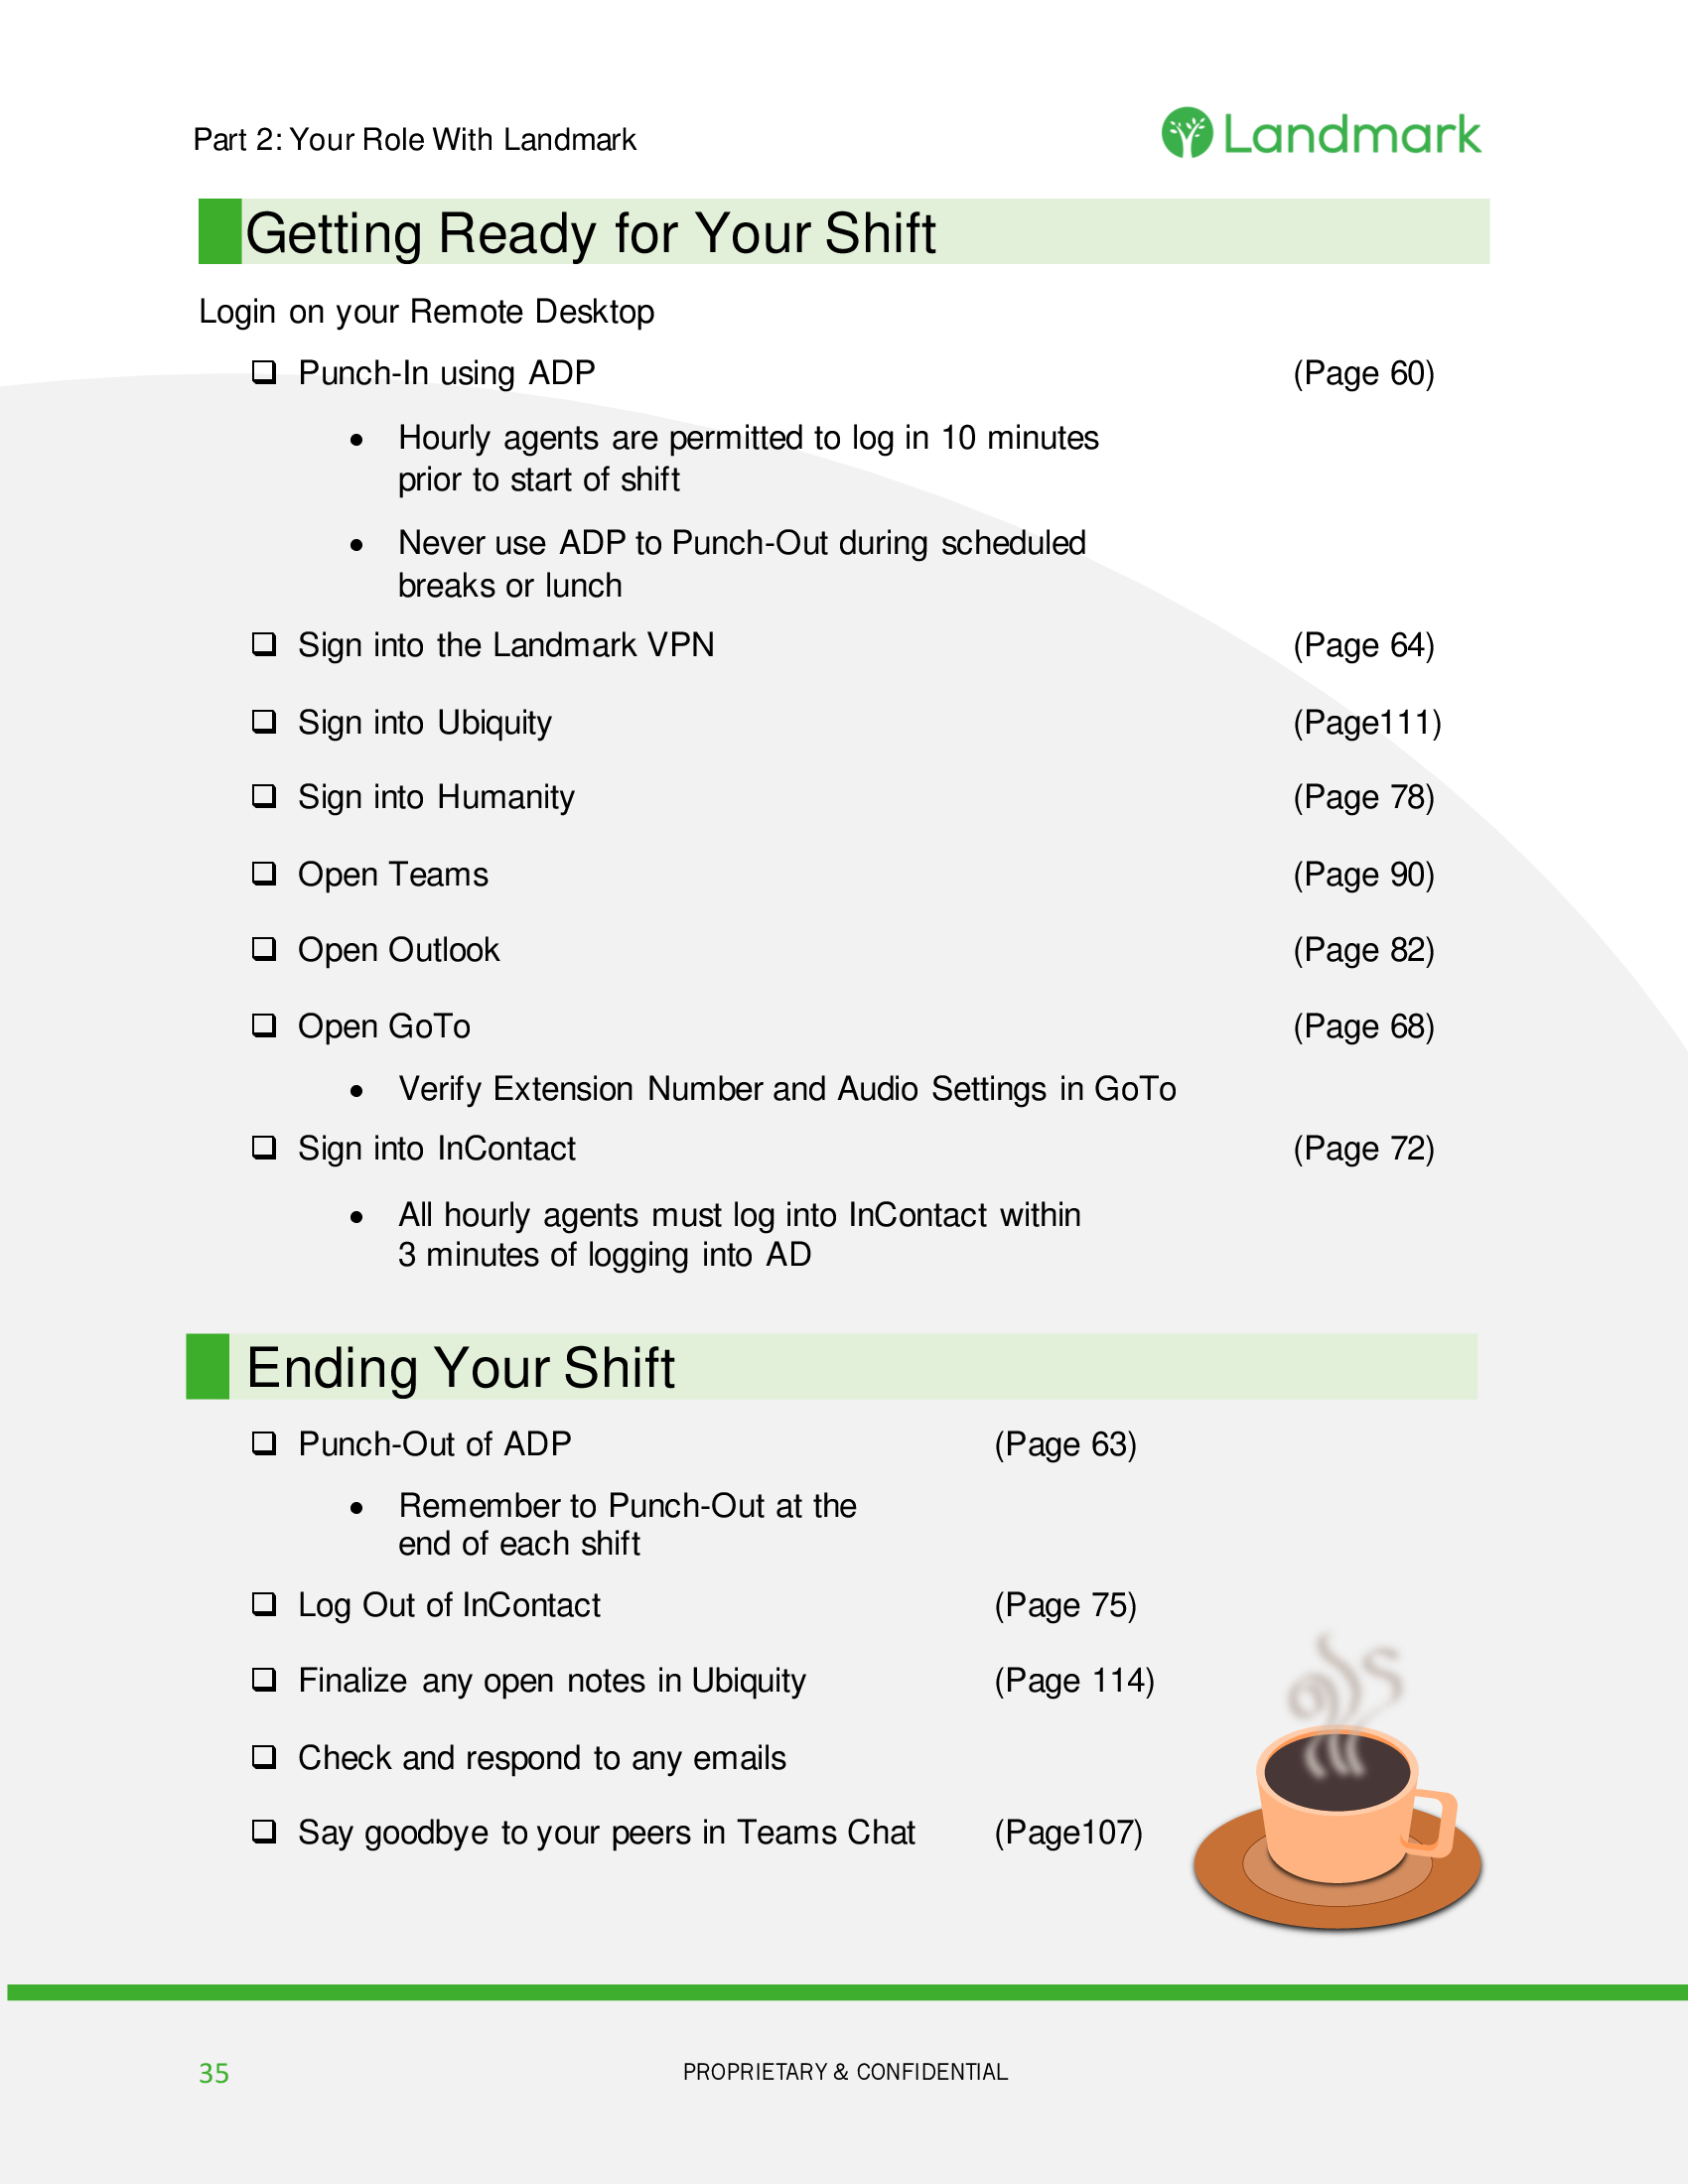 Part 2: Your Role With Landmark
Landmark
Getting Ready for Your Shift
Login on your Remote Desktop
❑ Punch-In using ADP (Page 60)
• Hourly agents are permitted to log in 10 minutes
prior to start of shift
• Never use ADP to Punch-Out during scheduled
breaks or lunch
❑ Sign into the Landmark VPN (Page 64)
❑ Sign into Ubiquity (Page111)
❑ Sign into Humanity (Page 78)
❑ Open Teams (Page 90)
❑ Open Outlook (Page 82)
❑ Open GoTo (Page 68)
• Verify Extension Number and Audio Settings in GoTo
❑ Sign into InContact (Page 72)
• All hourly agents must log into InContact within
3 minutes of logging into AD
Ending Your Shift
❑ Punch-Out of ADP (Page 63)
• Remember to Punch-Out at the
end of each shift
❑ Log Out of InContact (Page 75)
❑ Finalize any open notes in Ubiquity (Page 114)
❑ Check and respond to any emails
❑ Say goodbye to your peers in Teams Chat (Page107)
35 PROPRIETARY & CONFIDENTIAL